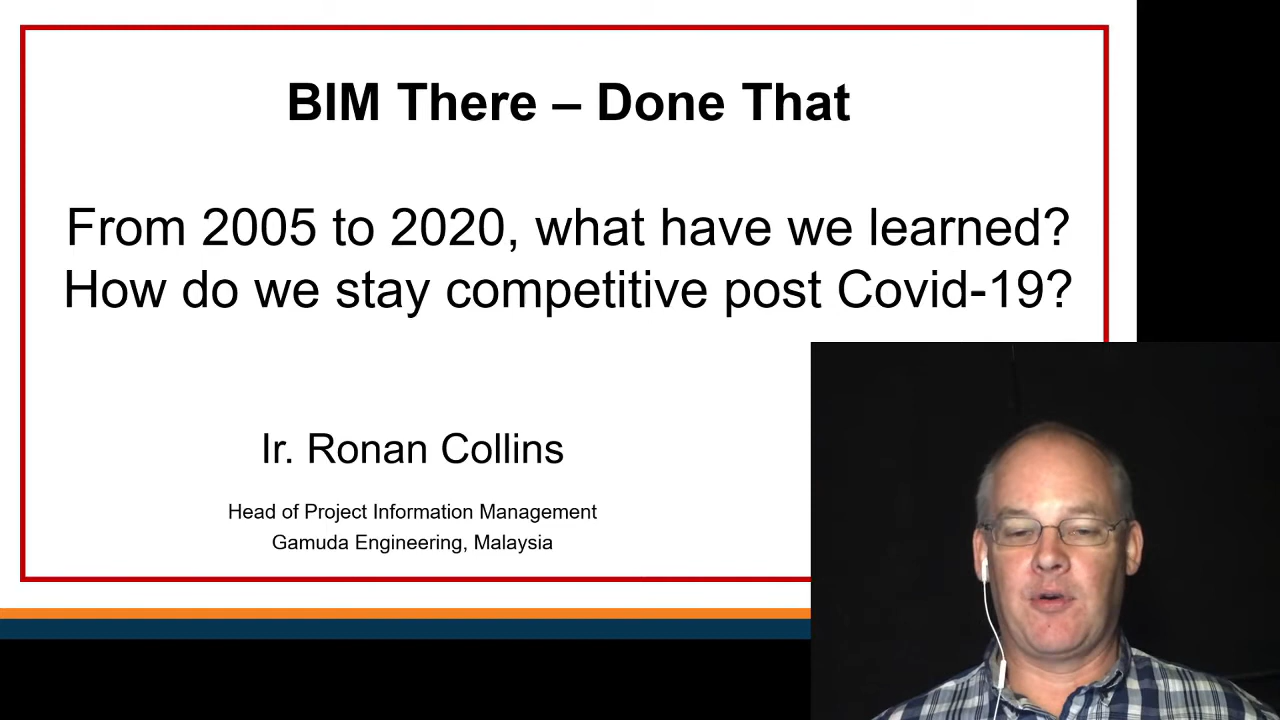 BIM There – Done That
From 2005 to 2020, what have we learned?
How do we stay competitive post Covid-19?
Ir. Ronan Collins
Head of Project Information Management
Gamuda Engineering, Malaysia